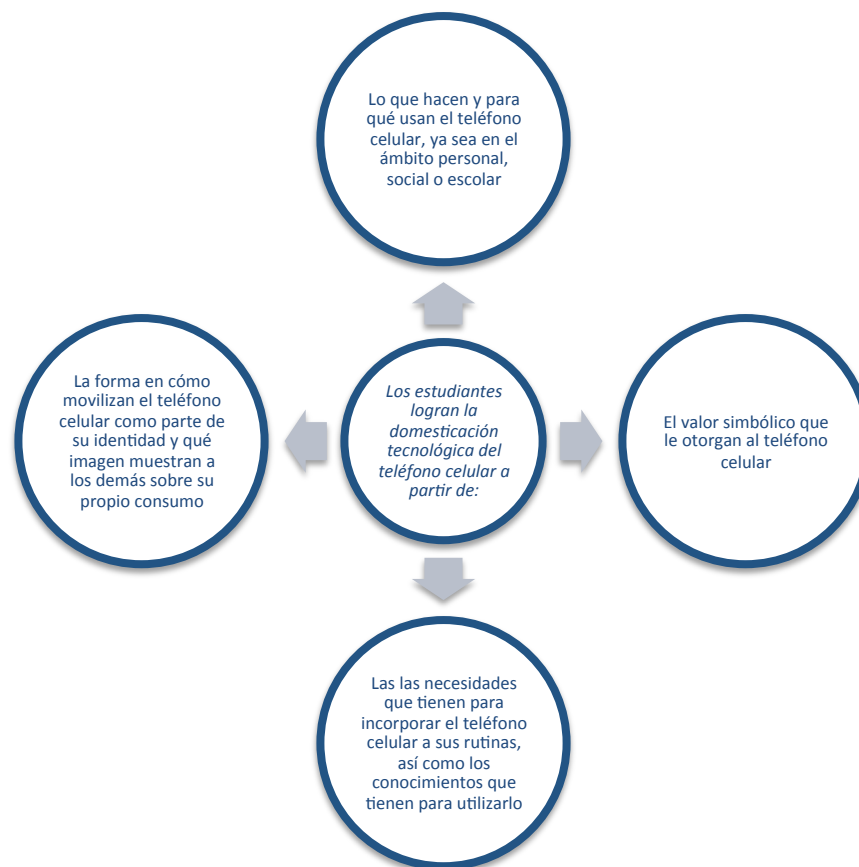 Lo que hacen y para
qué usan el teléfono
celular, ya sea en el
ámbito personal,
social o escolar
La forma en cómo
movilizan el teléfono
celular como parte de
su identidad y qué
imagen muestran a
los demás sobre su
propio consumo
Los estudiantes
logran la
domesticación
tecnológica del
teléfono celular a
partir de:
El valor simbólico que
le otorgan al teléfono
celular
Las las necesidades
que tienen para
incorporar el teléfono
celular a sus rutinas,
así como los
conocimientos que
tienen para utilizarlo